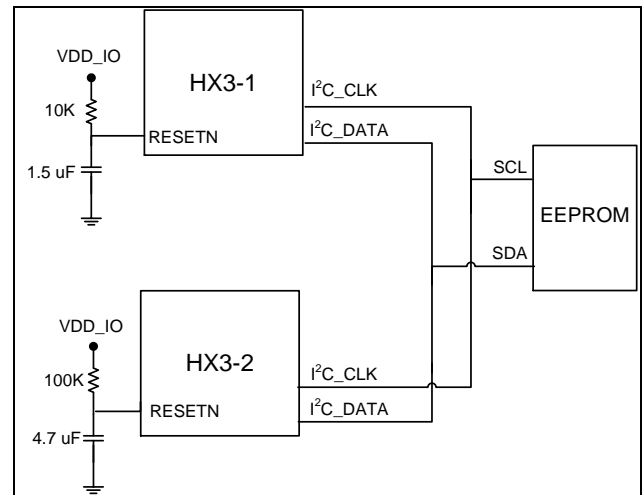 VDD_IO
10K
1.5 uF
RESETN
HX3-1
I²C_CLK
I²C_DATA
SCL
SDA
EEPROM
VDD_IO
100K
4.7 uF
RESETN
HX3-2
I²C_CLK
I²C_DATA